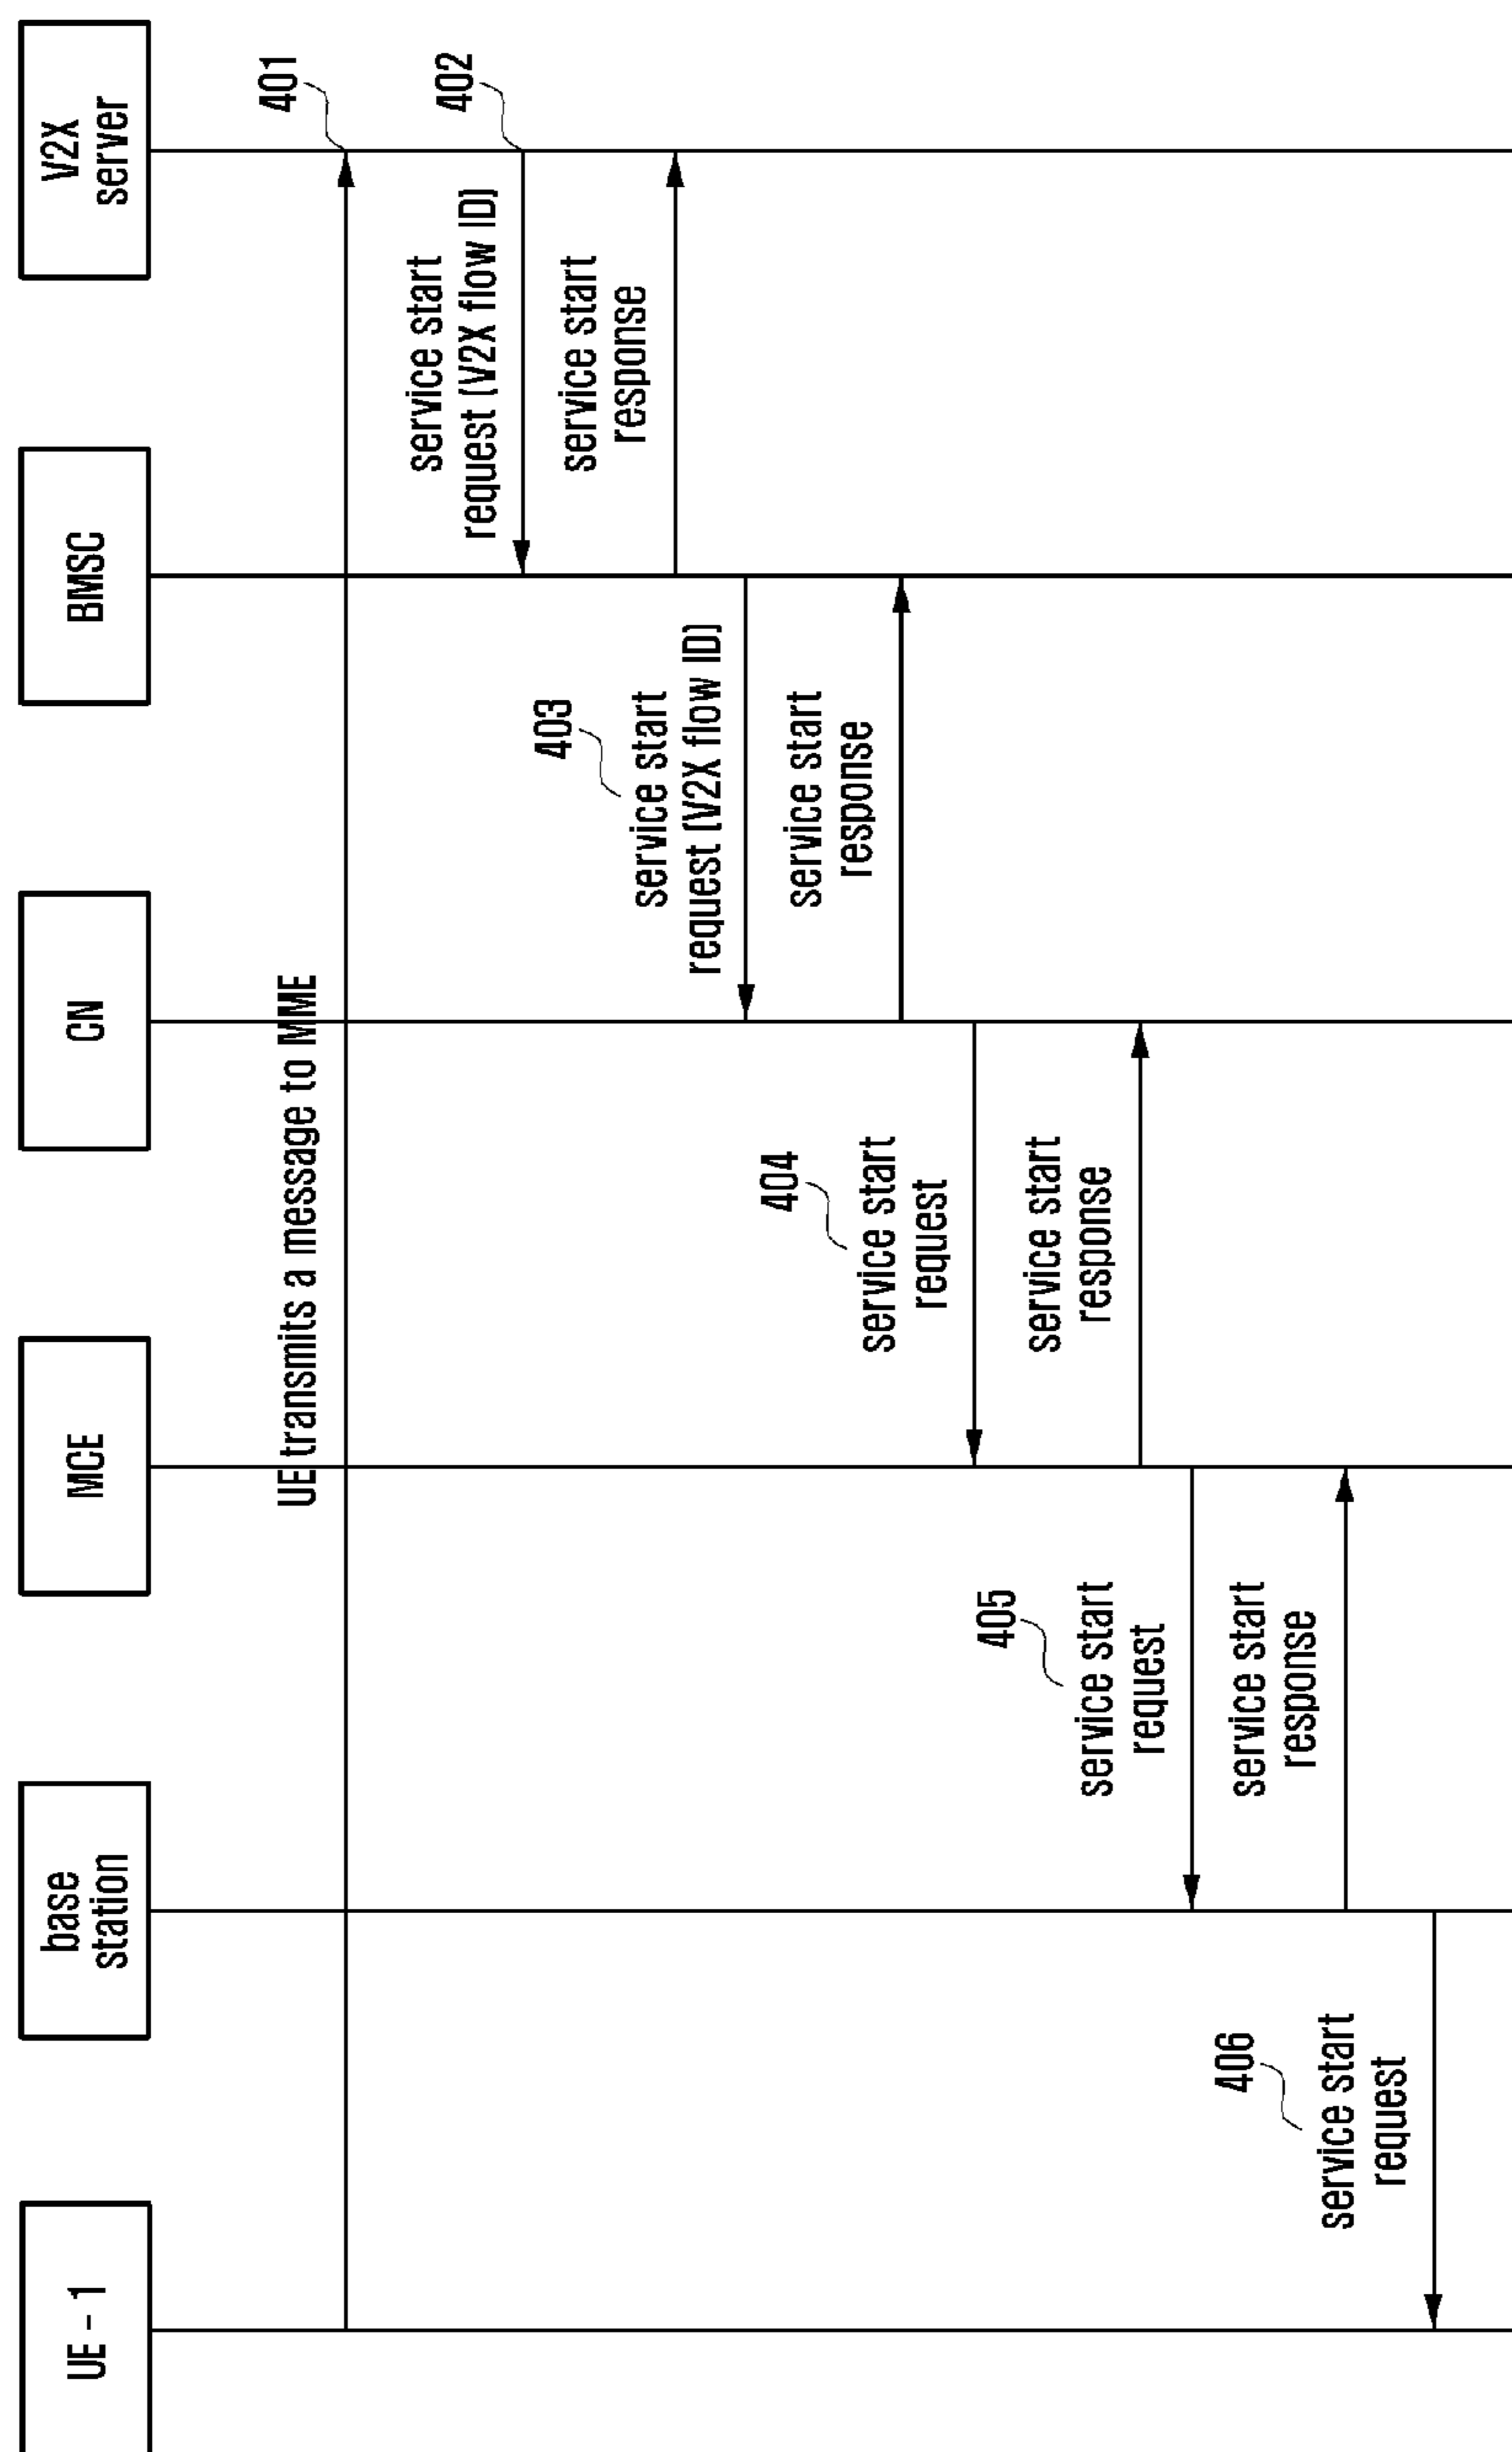 UE - 1
base
station
MCE
CN
BMSC
V2X
server
401
UE transmits a message to MME
402
service start
request (V2X flow ID)
service start
response
403
service start
request (V2X flow ID)
service start
response
404
service start
request
service start
response
405
service start
request
service start
response
406
service start
request